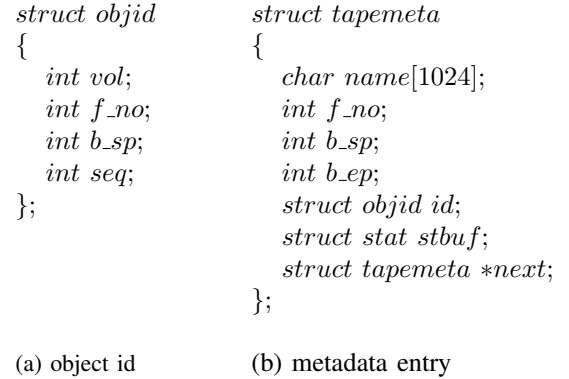 struct objid
{
int vol;
int f_no;
int b_sp;
int seq;
};
(a) object id
struct tapemeta
{
char name[1024];
int f_no;
int b_sp;
int b_ep;
struct objid id;
struct stat stbuf;
struct tapemeta *next;
};
(b) metadata entry